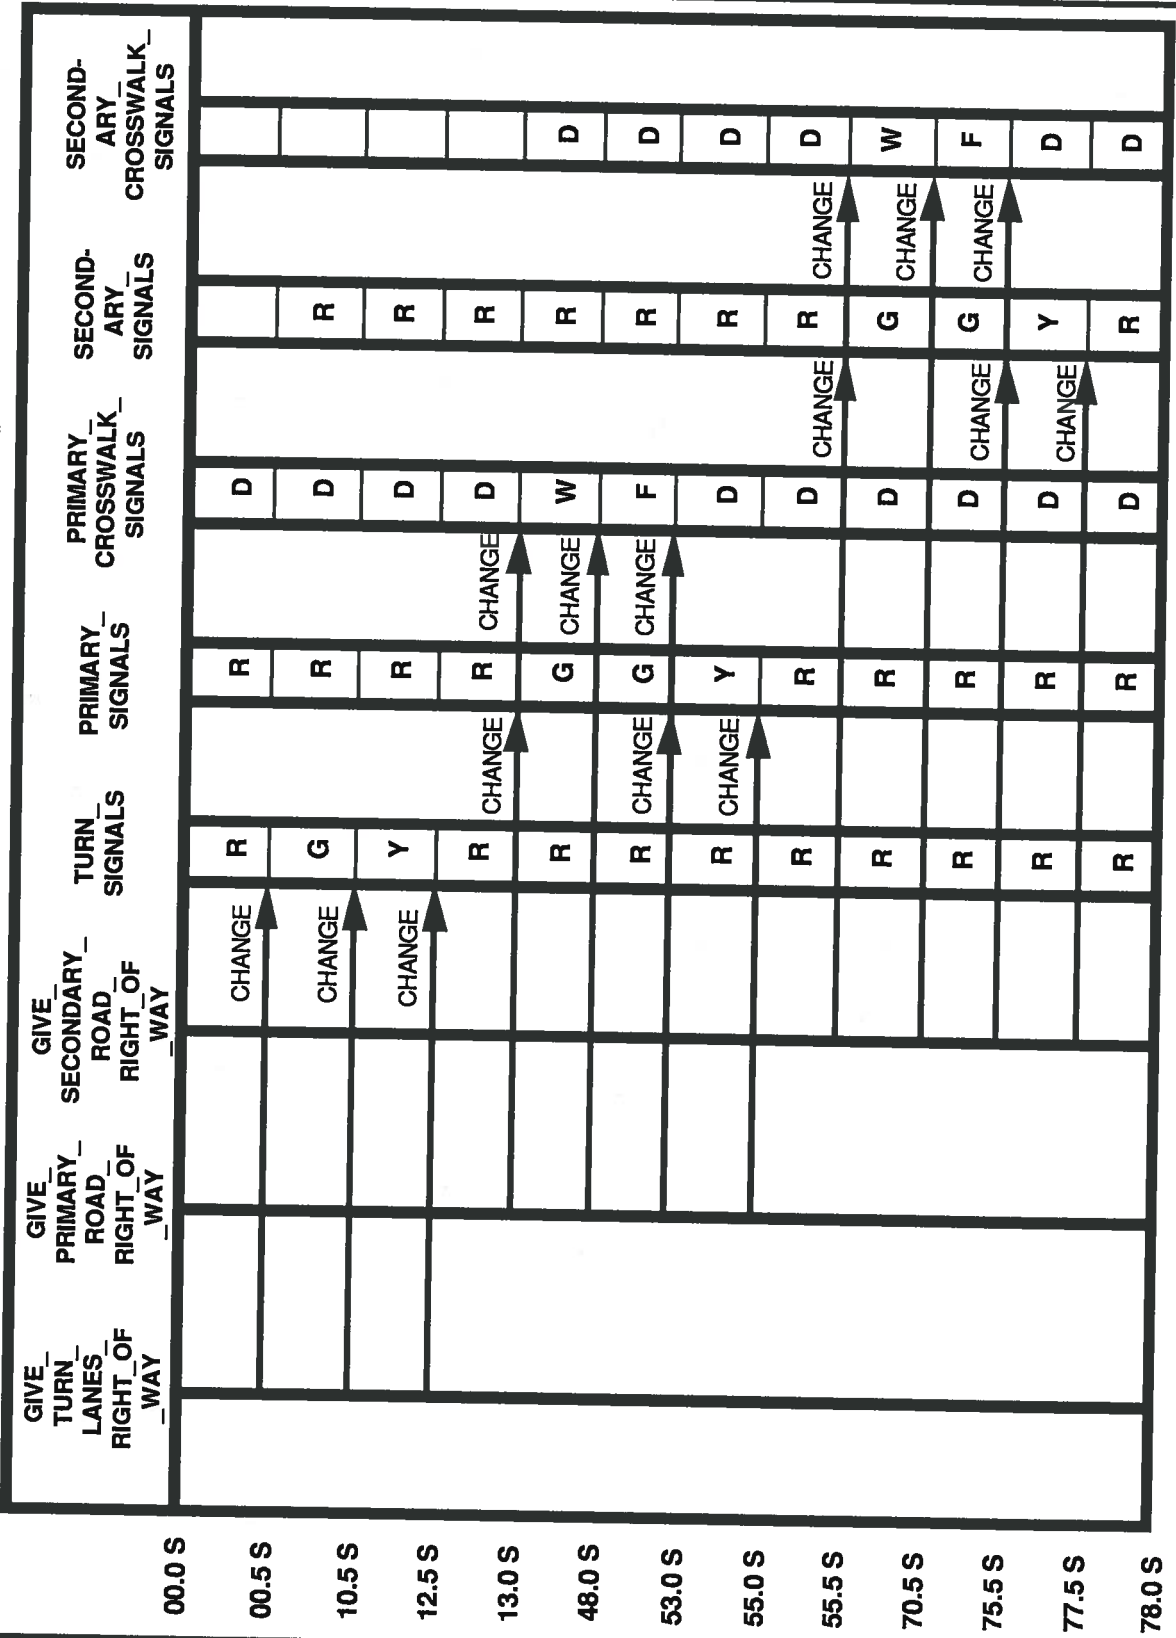 GIVE_
TURN_
LANES_
RIGHT_OF
_WAY
GIVE_
PRIMARY_
ROAD_
RIGHT_OF
_WAY
GIVE_
SECONDARY_
ROAD_
RIGHT_OF
_WAY
TURN_
SIGNALS
PRIMARY_
SIGNALS
PRIMARY_
CROSSWALK_
SIGNALS
SECOND-
ARY_
SIGNALS
SECOND-
ARY_
CROSSWALK_
SIGNALS
00.0 S
R R D
00.5 S CHANGE
G R D R
10.5 S CHANGE
Y R D R
12.5 S CHANGE
R R D R
13.0 S CHANGE CHANGE
R G W R D
48.0 S CHANGE
R G F R D
53.0 S CHANGE CHANGE
R Y D R D
55.0 S CHANGE
R R D R D
55.5 S CHANGE CHANGE
R R D G W
70.5 S CHANGE
R R D G F
75.5 S CHANGE CHANGE
R R D Y D
77.5 S CHANGE
R R D R D
78.0 S